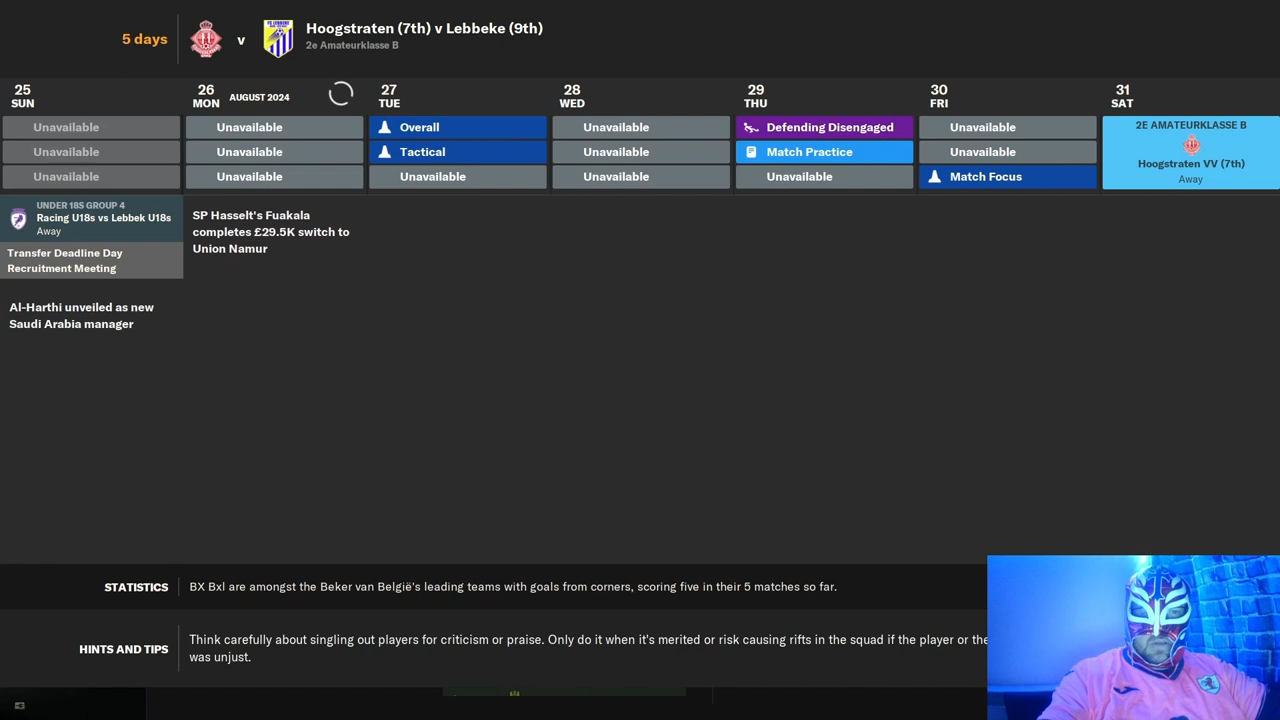 5 days
v
Hoogstraten (7th) v Lebbeke (9th)
2e Amateurklasse B
25
SUN
26
MON
AUGUST 2024
27
TUE
28
WED
29
THU
30
FRI
31
SAT
Unavailable
Unavailable
Overall
Unavailable
Defending Disengaged
Unavailable
2E AMATEURKLASSE B
Unavailable
Unavailable
Tactical
Unavailable
Match Practice
Unavailable
Hoogstraten VV (7th)
Unavailable
Unavailable
Unavailable
Unavailable
Unavailable
Match Focus
Away
UNDER 18S GROUP 4
Racing U18s vs Lebbek U18s
Away
Transfer Deadline Day
Recruitment Meeting
Al-Harthi unveiled as new
Saudi Arabia manager
SP Hasselt's Fuakala
completes £29.5K switch to
Union Namur
STATISTICS
BX Bxl are amongst the Beker van België's leading teams with goals from corners, scoring five in their 5 matches so far.
HINTS AND TIPS
Think carefully about singling out players for criticism or praise. Only do it when it's merited or risk causing rifts in the squad if the player or the
was unjust.